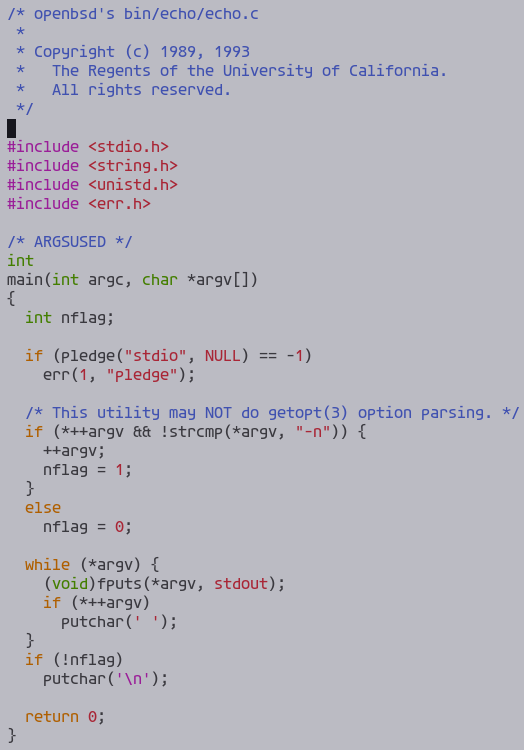 /* openbsd's bin/echo/echo.c
 *
 * Copyright (c) 1989, 1993
 *   The Regents of the University of California.
 *   All rights reserved.
 */

#include <stdio.h>
#include <string.h>
#include <unistd.h>
#include <err.h>

/* ARGSUSED */
int
main(int argc, char *argv[])
{
  int nflag;

  if (pledge("stdio", NULL) == -1)
    err(1, "pledge");

  /* This utility may NOT do getopt(3) option parsing. */
  if (*++argv && !strcmp(*argv, "-n")) {
    ++argv;
    nflag = 1;
  }
  else
    nflag = 0;

  while (*argv) {
    (void)fputs(*argv, stdout);
    if (*++argv)
      putchar(' ');
  }
  if (!nflag)
    putchar('\n');

  return 0;
}